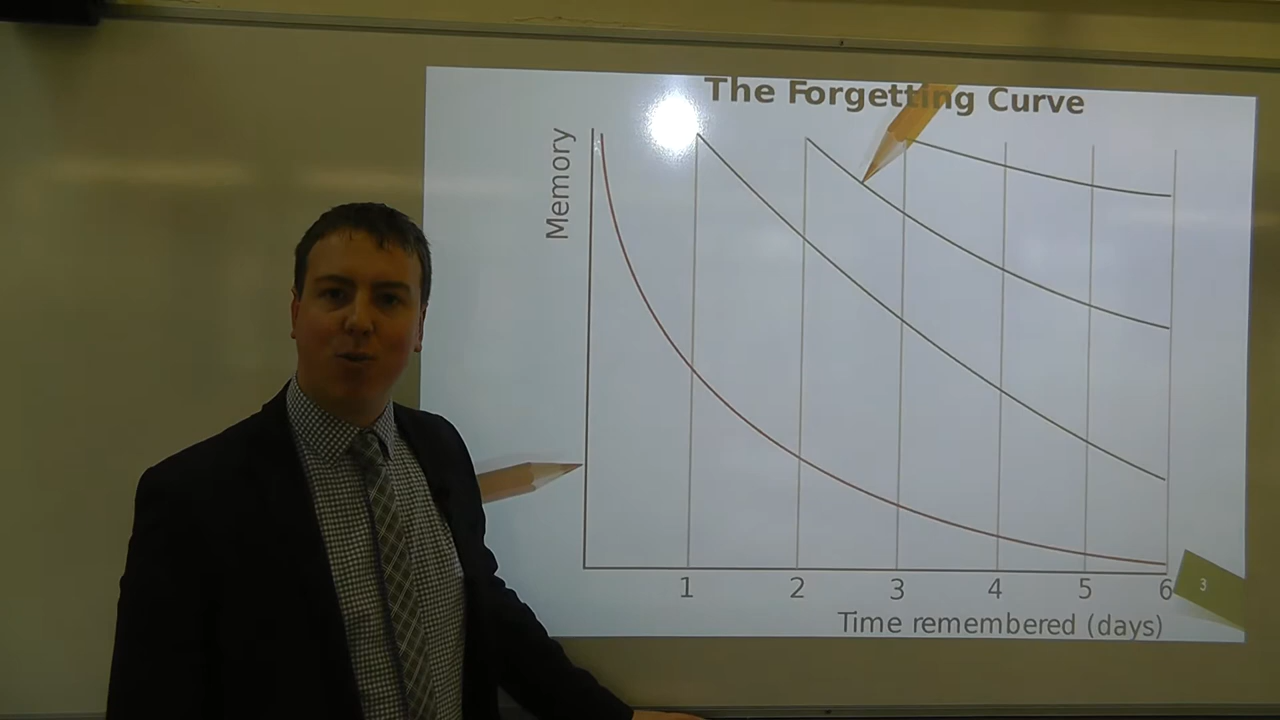 The Forgetting Curve
Memory
1 2 3 4 5 6
3
Time remembered (days)